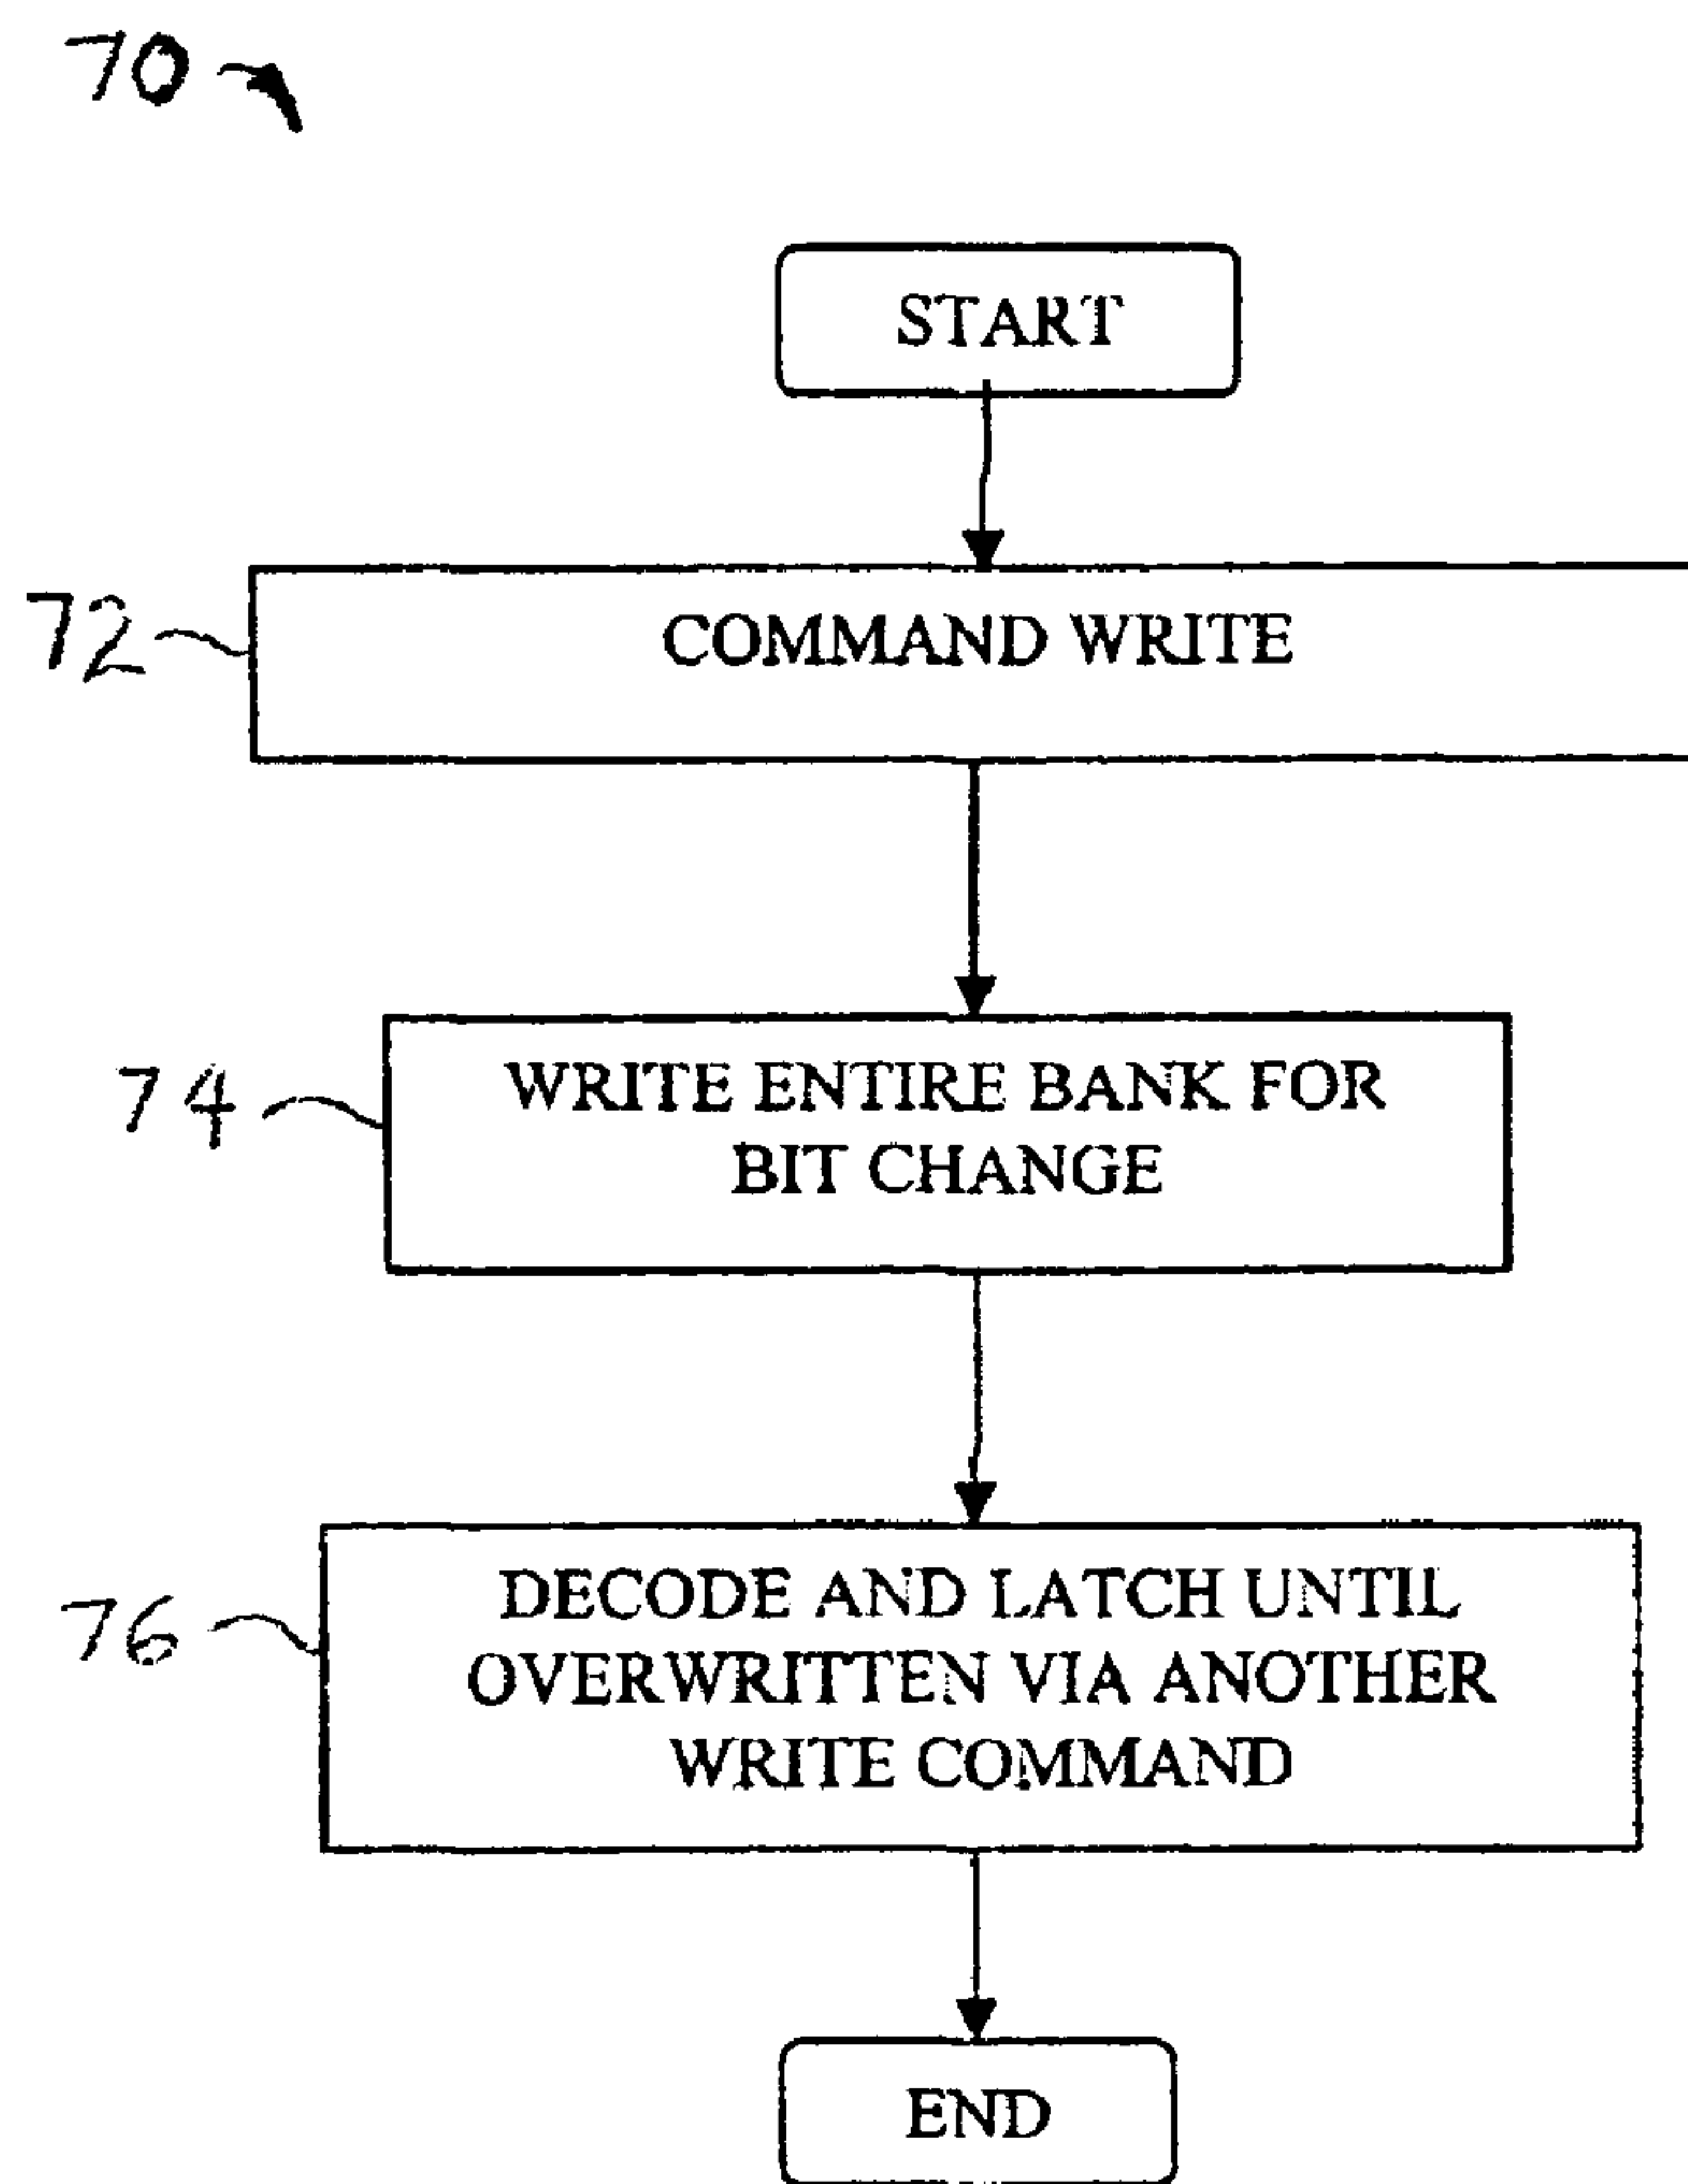 70
START
72
COMMAND WRITE
74
WRITE ENTIRE BANK FOR
BIT CHANGE
76
DECODE AND LATCH UNTIL
OVERWRITTEN VIA ANOTHER
WRITE COMMAND
END